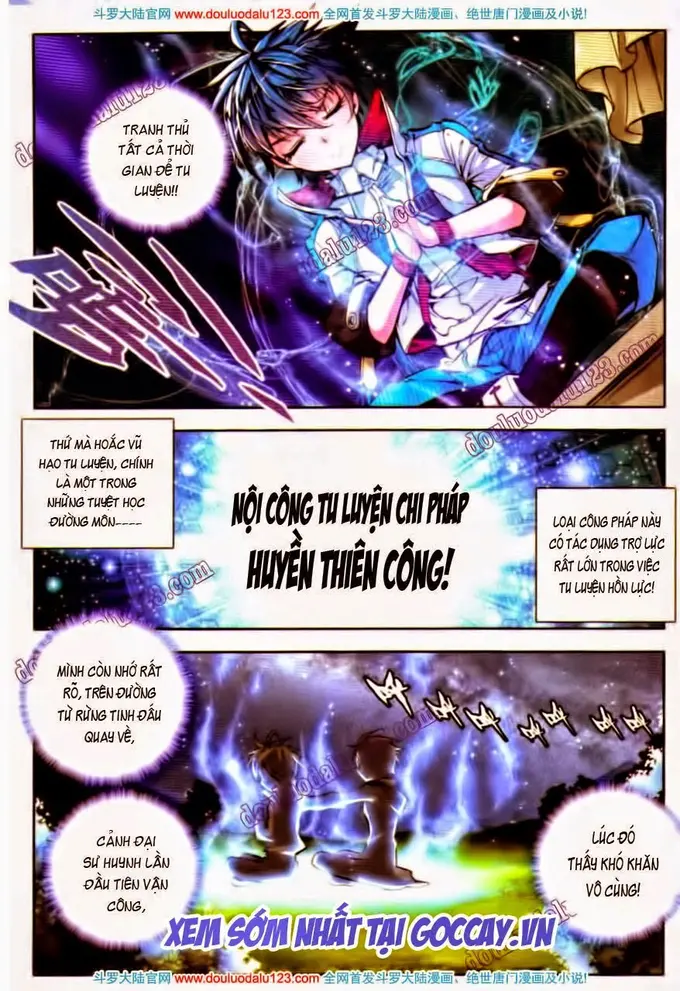 斗罗大陆官网 www.douluodalu123.com 全网首发斗罗大陆漫画、绝世唐门漫画及小说!
TRANH THỦ
TẤT CẢ THỜI
GIAN ĐỂ TU
LUYỆN!!
douluodalu123.com
THỨ MÀ HOẮC VŨ
HẠO TU LUYỆN, CHÍNH
LÀ MỘT TRONG
NHỮNG TUYỆT HỌC
ĐƯỜNG MÔN----
NỘI CÔNG TU LUYỆN CHI PHÁP
HUYỀN THIÊN CÔNG!
LOẠI CÔNG PHÁP NÀY
CÓ TÁC DỤNG TRỢ LỰC
RẤT LỚN TRONG VIỆC
TU LUYỆN HỒN LỰC!
MÌNH CÒN NHỚ RẤT
RÕ, TRÊN ĐƯỜNG
TỪ RỪNG TINH ĐẤU
QUAY VỀ,
CẢNH ĐẠI
SƯ HUYNH LẦN
ĐẦU TIÊN VẬN
CÔNG,
LÚC ĐÓ
THẤY KHÓ KHĂN
VÔ CÙNG!
XEM SỚM NHẤT TẠI GOCCAY.VN
斗罗大陆官网 www.douluodalu123.com 全网首发斗罗大陆漫画、绝世唐门漫画及小说!